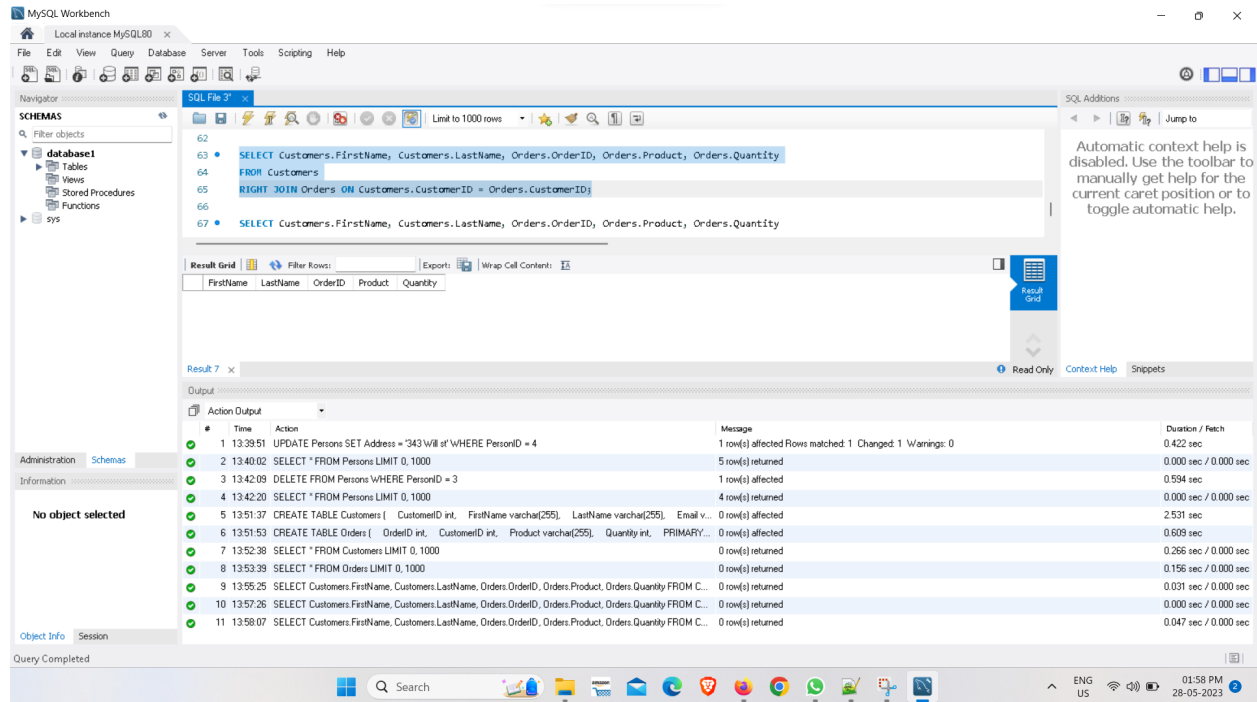 MySQL Workbench
Local instance MySQL80 ×
File Edit View Query Database Server Tools Scripting Help
Navigator
SCHEMAS
Filter objects
database1
Tables
Views
Stored Procedures
Functions
sys
Administration Schemas
Information
No object selected
Object Info Session
SQL File 3* ×
Limit to 1000 rows
62
63 SELECT Customers.FirstName, Customers.LastName, Orders.OrderID, Orders.Product, Orders.Quantity
64 FROM Customers
65 RIGHT JOIN Orders ON Customers.CustomerID = Orders.CustomerID;
66
67 SELECT Customers.FirstName, Customers.LastName, Orders.OrderID, Orders.Product, Orders.Quantity
Result Grid Filter Rows: Export: Wrap Cell Content:
FirstName LastName OrderID Product Quantity
Result
Grid
Result 7 × Read Only
SQL Additions
Jump to
Automatic context help is
disabled. Use the toolbar to
manually get help for the
current caret position or to
toggle automatic help.
Context Help Snippets
Output
Action Output
# Time Action Message Duration / Fetch
1 13:39:51 UPDATE Persons SET Address = '343 Will st' WHERE PersonID = 4 1 row(s) affected Rows matched: 1 Changed: 1 Warnings: 0 0.422 sec
2 13:40:02 SELECT * FROM Persons LIMIT 0, 1000 5 row(s) returned 0.000 sec / 0.000 sec
3 13:42:09 DELETE FROM Persons WHERE PersonID = 3 1 row(s) affected 0.594 sec
4 13:42:20 SELECT * FROM Persons LIMIT 0, 1000 4 row(s) returned 0.000 sec / 0.000 sec
5 13:51:37 CREATE TABLE Customers ( CustomerID int, FirstName varchar(255), LastName varchar(255), Email v... 0 row(s) affected 2.531 sec
6 13:51:53 CREATE TABLE Orders ( OrderID int, CustomerID int, Product varchar(255), Quantity int, PRIMARY... 0 row(s) affected 0.609 sec
7 13:52:38 SELECT * FROM Customers LIMIT 0, 1000 0 row(s) returned 0.266 sec / 0.000 sec
8 13:53:39 SELECT * FROM Orders LIMIT 0, 1000 0 row(s) returned 0.156 sec / 0.000 sec
9 13:55:25 SELECT Customers.FirstName, Customers.LastName, Orders.OrderID, Orders.Product, Orders.Quantity FROM C... 0 row(s) returned 0.031 sec / 0.000 sec
10 13:57:26 SELECT Customers.FirstName, Customers.LastName, Orders.OrderID, Orders.Product, Orders.Quantity FROM C... 0 row(s) returned 0.000 sec / 0.000 sec
11 13:58:07 SELECT Customers.FirstName, Customers.LastName, Orders.OrderID, Orders.Product, Orders.Quantity FROM C... 0 row(s) returned 0.047 sec / 0.000 sec
Query Completed
Search
ENG
US
01:58 PM
28-05-2023
2